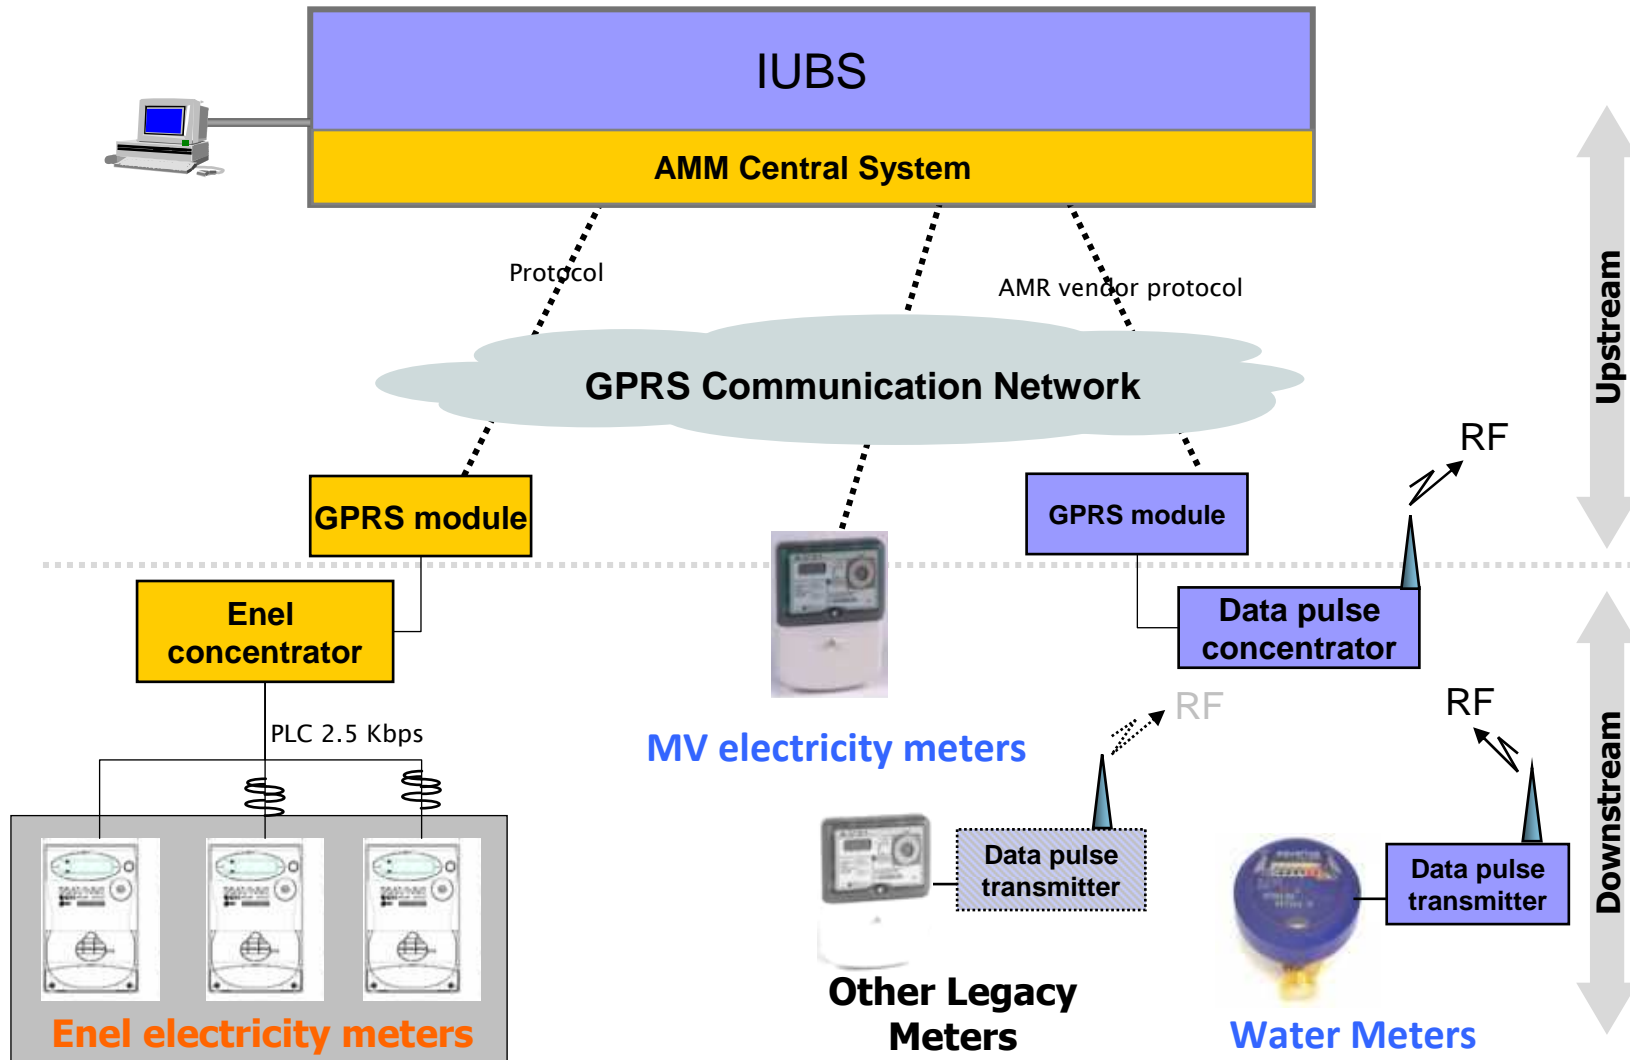 IUBS
AMM Central System
Protocol
AMR vendor protocol
GPRS Communication Network
Upstream
RF
GPRS module
GPRS module
Enel
concentrator
Data pulse
concentrator
PLC 2.5 Kbps
MV electricity meters
RF
RF
Downstream
Data pulse
transmitter
Data pulse
transmitter
Other Legacy
Meters
Enel electricity meters
Water Meters